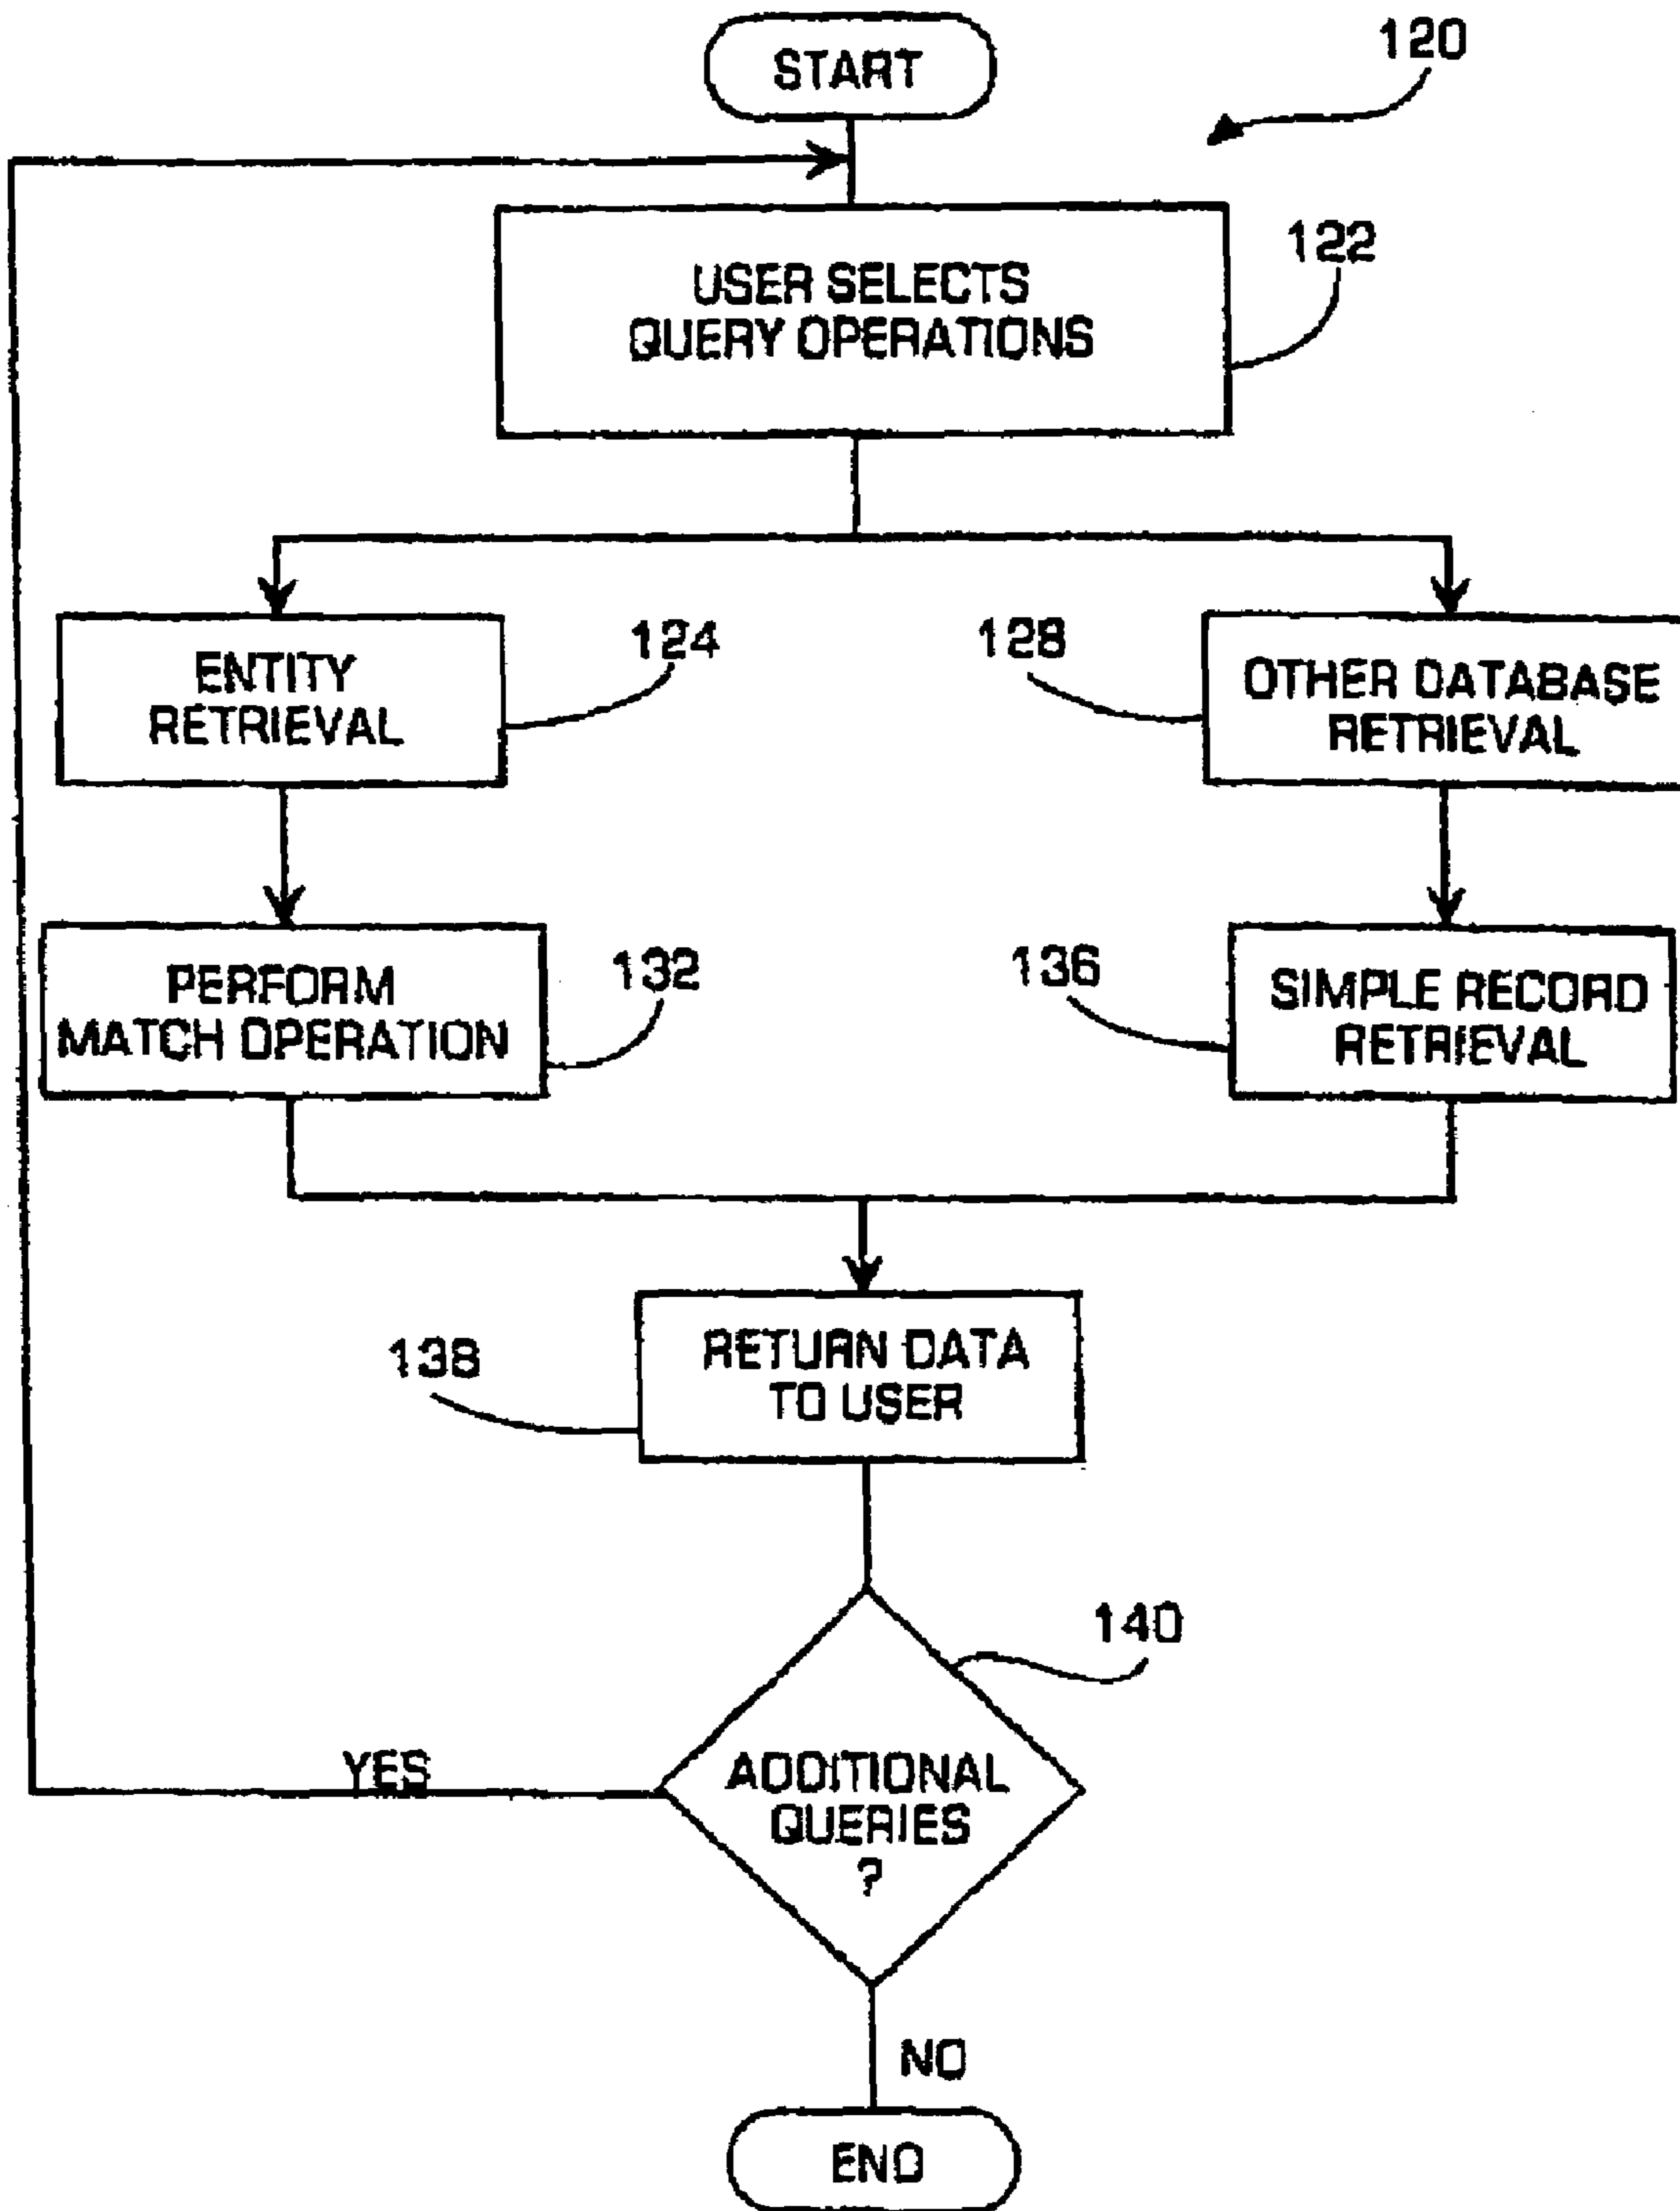 START
120
USER SELECTS
QUERY OPERATIONS
122
ENTITY
RETRIEVAL
124
128
OTHER DATABASE
RETRIEVAL
PERFORM
MATCH OPERATION
132
136
SIMPLE RECORD
RETRIEVAL
138
RETURN DATA
TO USER
140
YES
ADDITIONAL
QUERIES
?
NO
END